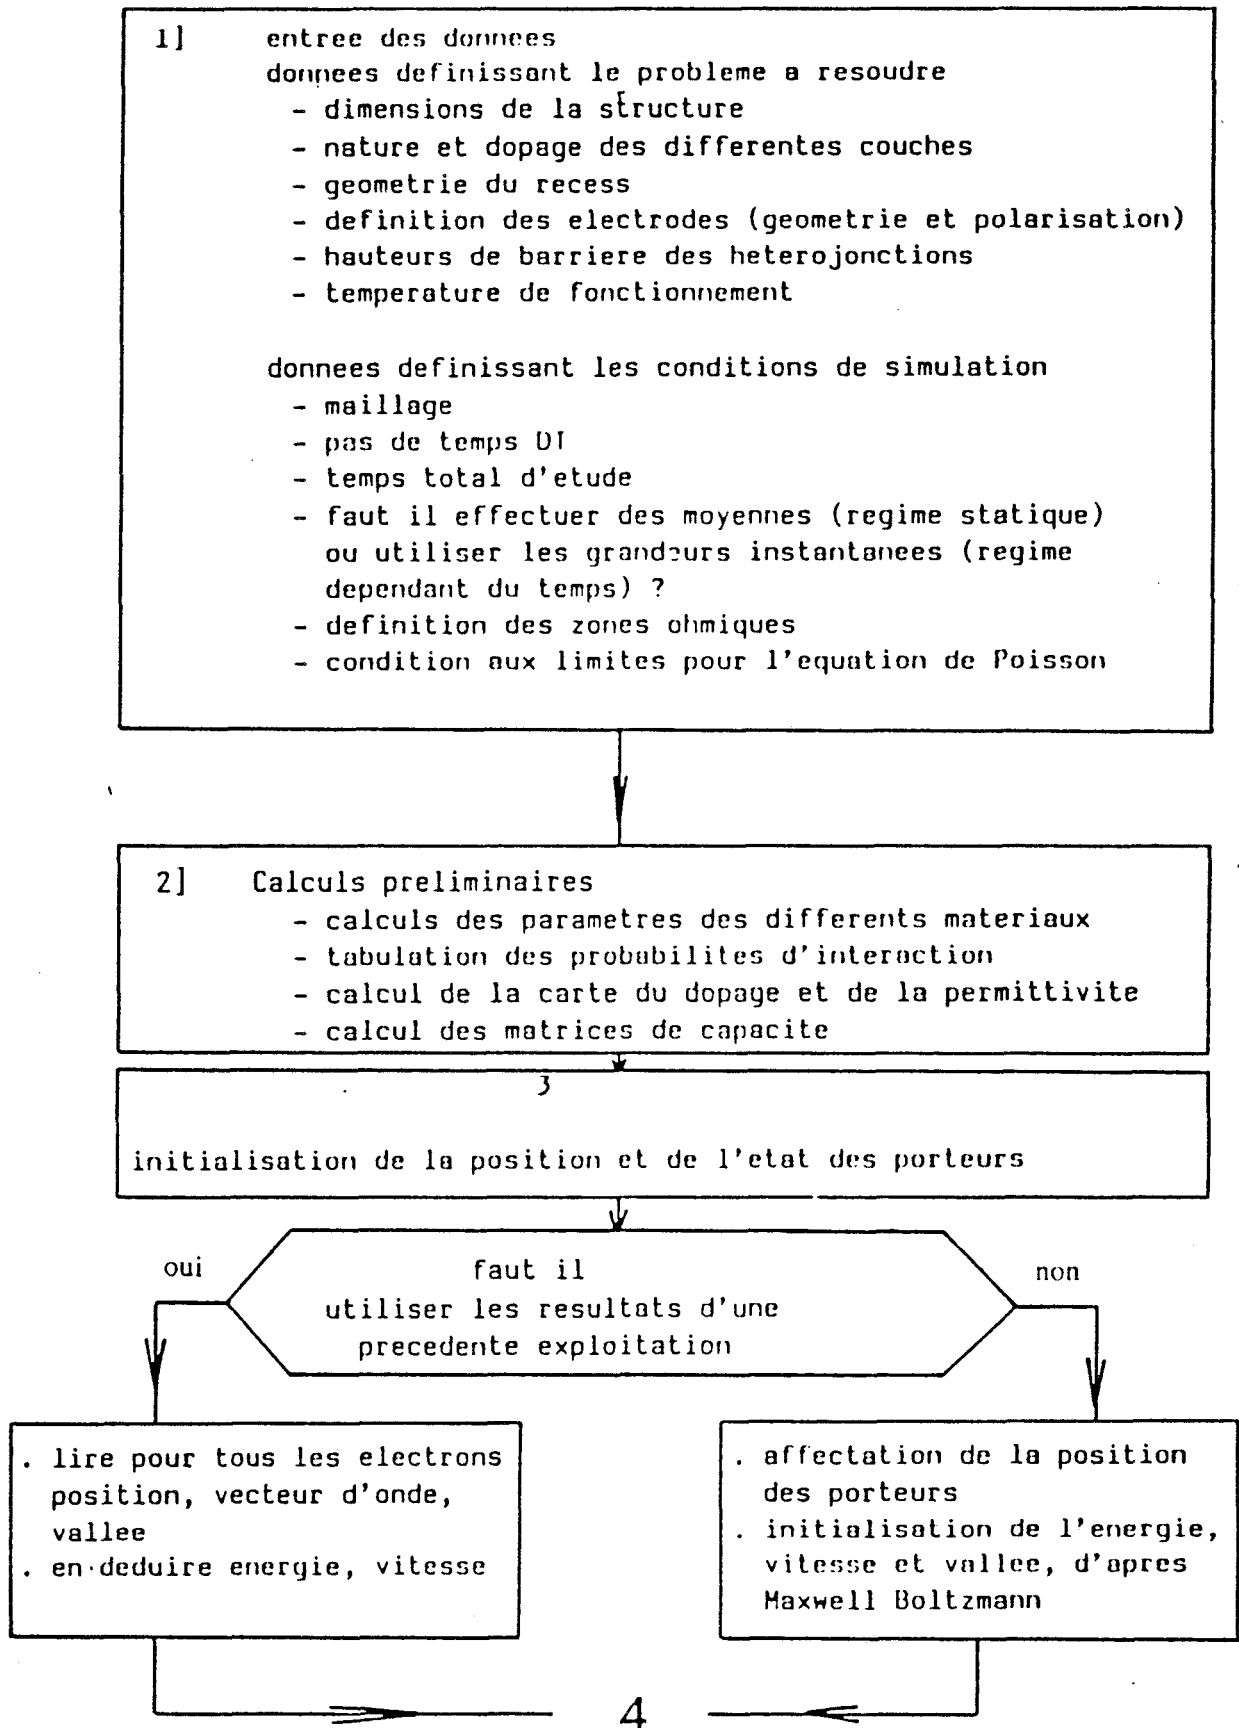 1] entree des donnees
donnees definissant le probleme a resoudre
- dimensions de la structure
- nature et dopage des differentes couches
- geometrie du recess
- definition des electrodes (geometrie et polarisation)
- hauteurs de barriere des heterojonctions
- temperature de fonctionnement
donnees definissant les conditions de simulation
- maillage
- pas de temps DT
- temps total d'etude
- faut il effectuer des moyennes (regime statique)
ou utiliser les grandeurs instantanees (regime
dependant du temps) ?
- definition des zones ohmiques
- condition aux limites pour l'equation de Poisson
2] Calculs preliminaires
- calculs des parametres des differents materiaux
- tabulation des probabilites d'interaction
- calcul de la carte du dopage et de la permittivite
- calcul des matrices de capacite
3
initialisation de la position et de l'etat des porteurs
oui
faut il
utiliser les resultats d'une
precedente exploitation
non
. lire pour tous les electrons
position, vecteur d'onde,
vallee
. en deduire energie, vitesse
. affectation de la position
des porteurs
. initialisation de l'energie,
vitesse et vallee, d'apres
Maxwell Boltzmann
4